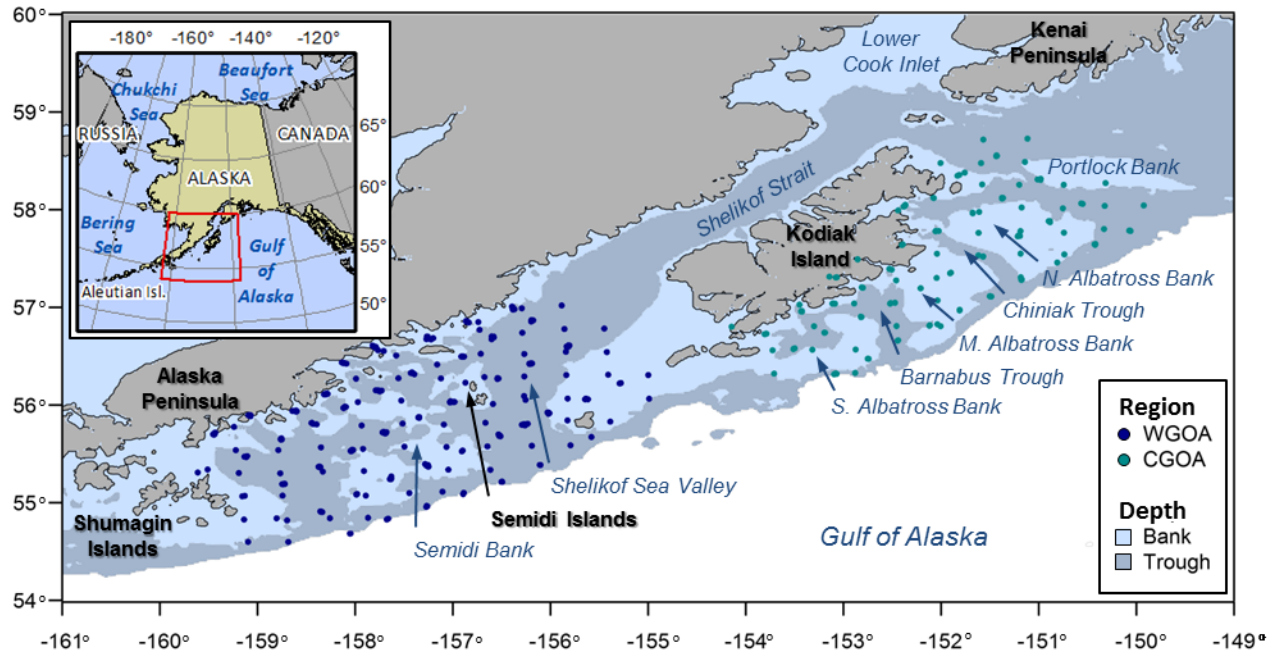 60°
59°
58°
57°
56°
55°
54°
-161°
-160°
-159°
-158°
-157°
-156°
-155°
-154°
-153°
-152°
-151°
-150°
-149°
-180°
-160°
-140°
-120°
65°
60°
55°
50°
Chukchi
Sea
Beaufort
Sea
RUSSIA
CANADA
ALASKA
Bering
Sea
Gulf
of
Alaska
Aleutian Isl.
Lower
Cook Inlet
Kenai
Peninsula
Portlock Bank
Shelikof Strait
Kodiak
Island
N. Albatross Bank
Chiniak Trough
M. Albatross Bank
Barnabus Trough
S. Albatross Bank
Alaska
Peninsula
Shelikof Sea Valley
Semidi Islands
Semidi Bank
Shumagin
Islands
Gulf of Alaska
Region
WGOA
CGOA
Depth
Bank
Trough